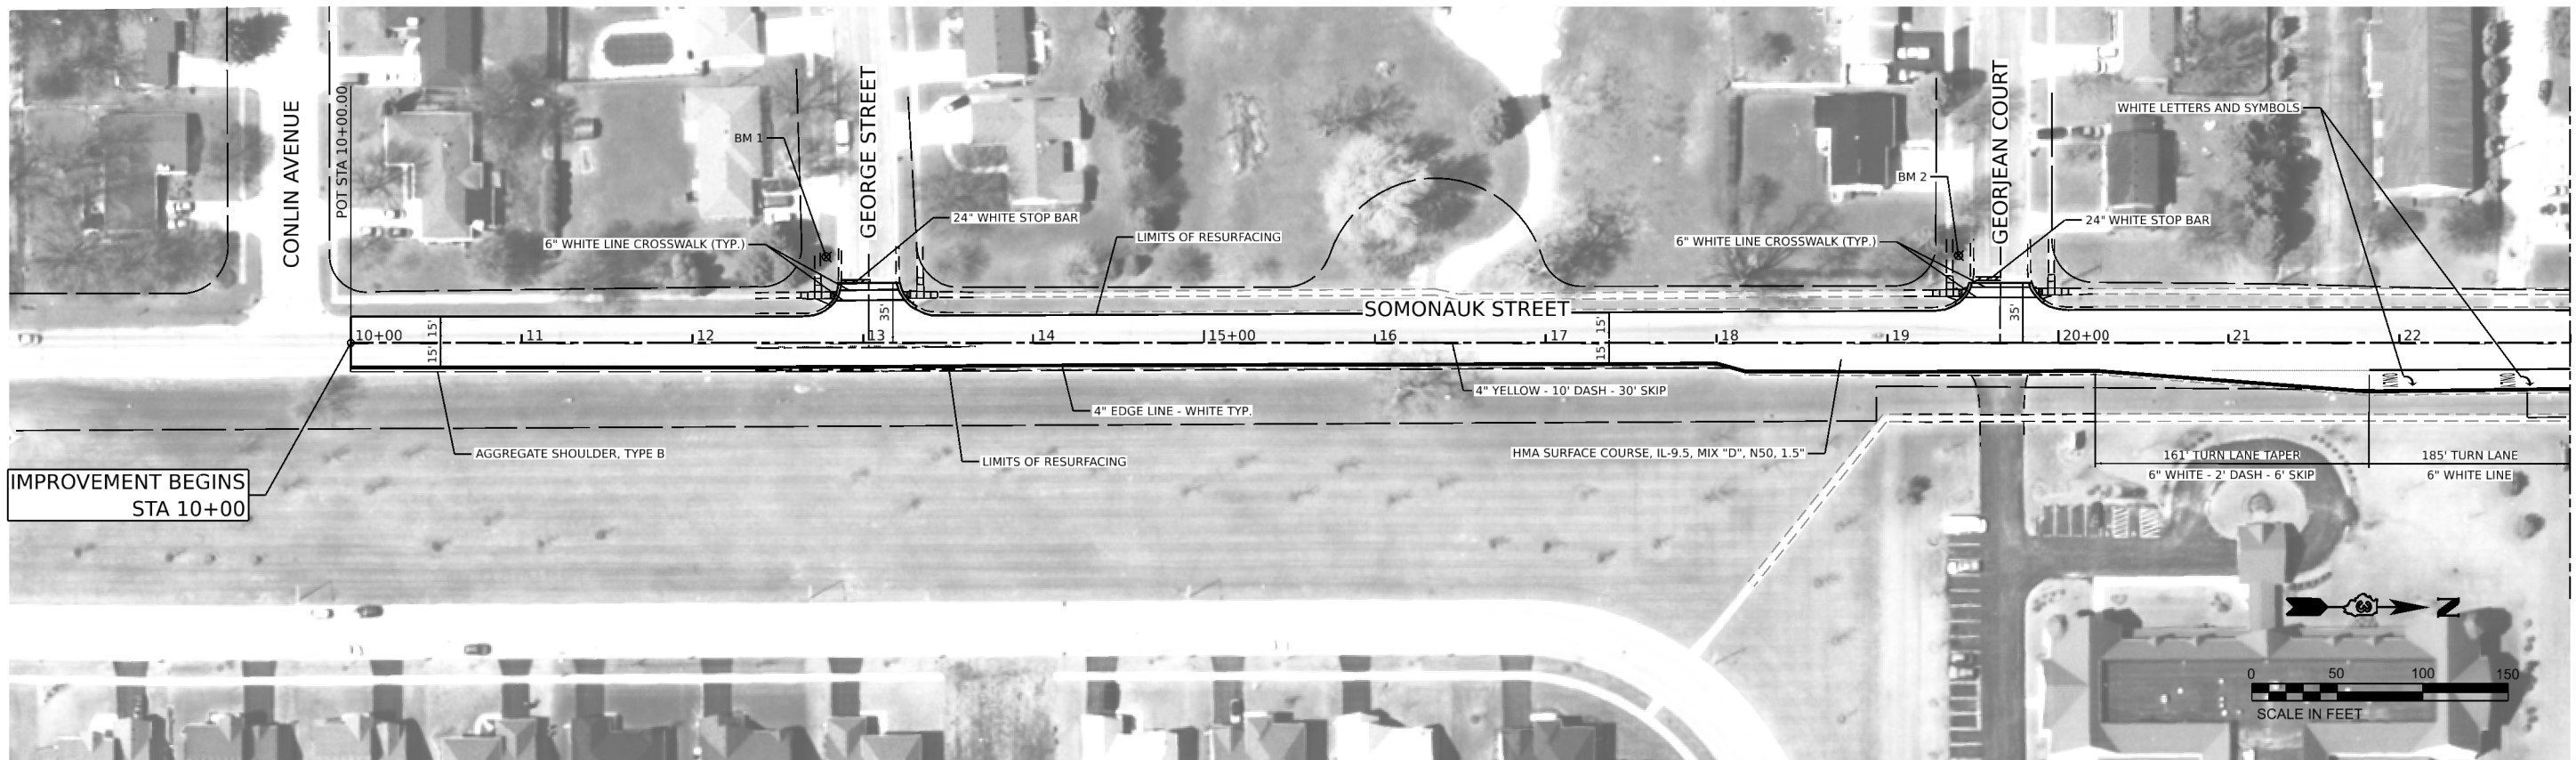 CONLIN AVENUE
POT STA 10+00.00
GEORGE STREET
BM 1
24" WHITE STOP BAR
6" WHITE LINE CROSSWALK (TYP.)
LIMITS OF RESURFACING
SOMONAUK STREET
GEORJEAN COURT
BM 2
24" WHITE STOP BAR
6" WHITE LINE CROSSWALK (TYP.)
WHITE LETTERS AND SYMBOLS
10+00
11
12
13
14
15+00
16
17
18
19
20+00
21
22
15'
15'
35'
15'
15'
35'
ONLY
ONLY
4" YELLOW - 10' DASH - 30' SKIP
4" EDGE LINE - WHITE TYP.
AGGREGATE SHOULDER, TYPE B
LIMITS OF RESURFACING
HMA SURFACE COURSE, IL-9.5, MIX "D", N50, 1.5"
161' TURN LANE TAPER
6" WHITE - 2' DASH - 6' SKIP
185' TURN LANE
6" WHITE LINE
IMPROVEMENT BEGINS
STA 10+00
N
0 50 100 150
SCALE IN FEET